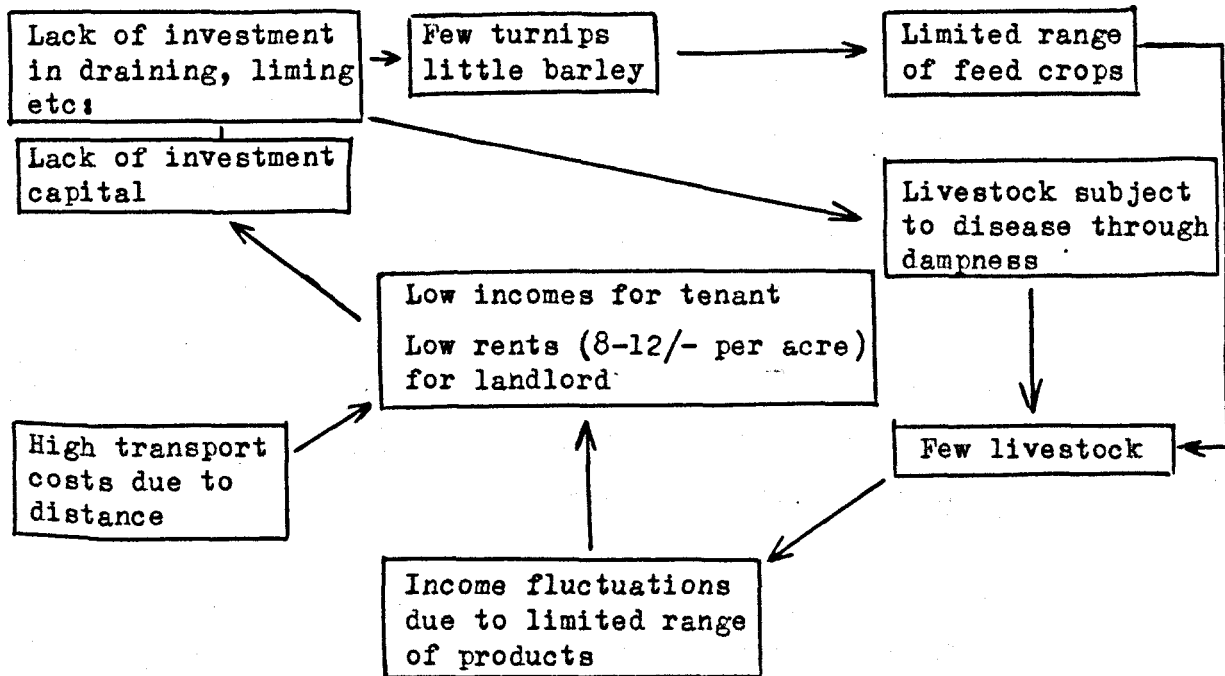 Lack of investment
in draining, liming
etc:
Few turnips
little barley
Limited range
of feed crops
Lack of investment
capital
Livestock subject
to disease through
dampness
Low incomes for tenant
Low rents (8-12/- per acre)
for landlord
High transport
costs due to
distance
Few livestock
Income fluctuations
due to limited range
of products